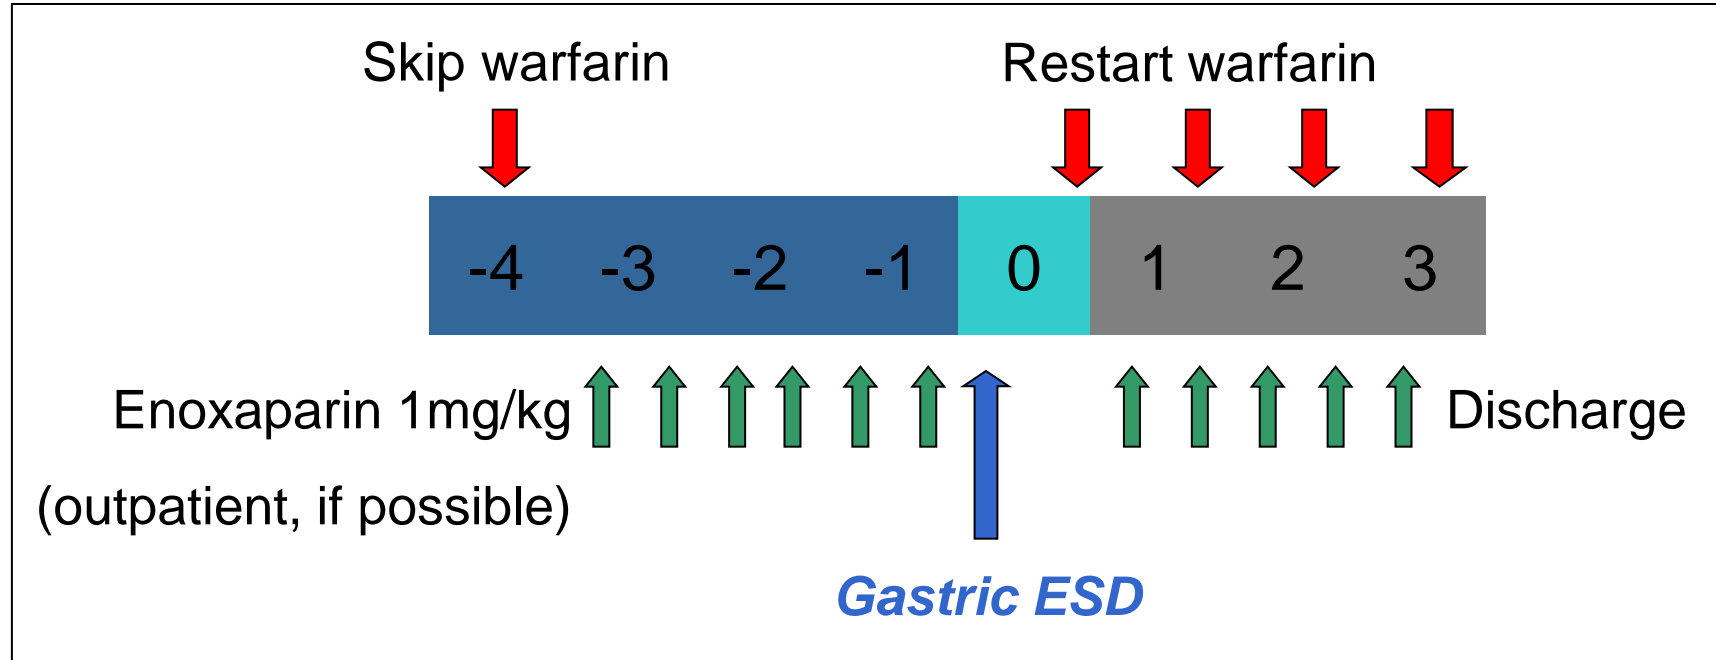 Skip warfarin
Restart warfarin
-4 -3 -2 -1 0 1 2 3
Enoxaparin 1mg/kg
(outpatient, if possible)
Discharge
Gastric ESD